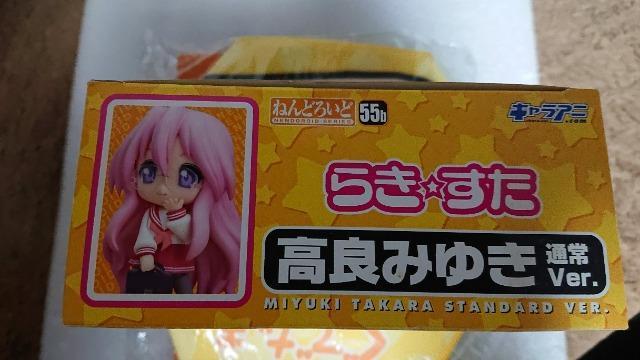 ねんどろいど 55b
NENDOROID SERIES
キャラアニ
.com
らき☆すた
高良みゆき 通常
Ver.
MIYUKI TAKARA STANDARD VER.